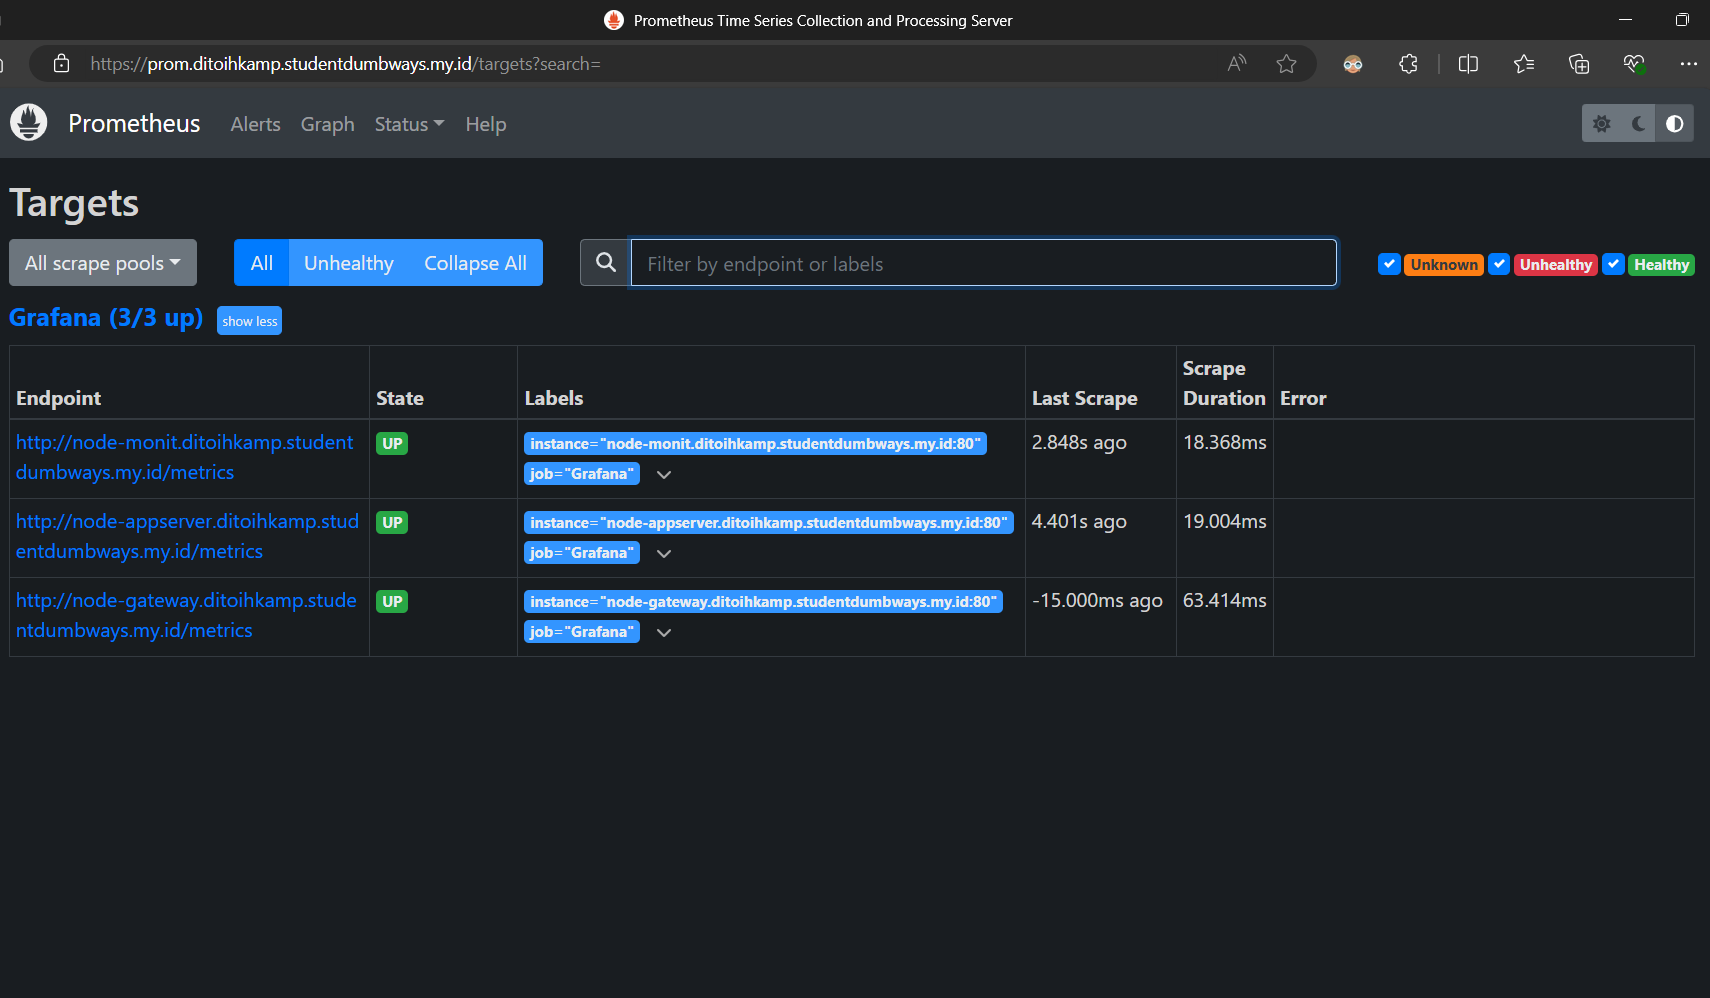 Prometheus Time Series Collection and Processing Server
https://prom.ditoihkamp.studentdumbways.my.id/targets?search=
Prometheus Alerts Graph Status Help
Targets
All scrape pools All Unhealthy Collapse All Filter by endpoint or labels Unknown Unhealthy Healthy
Grafana (3/3 up) show less
Endpoint State Labels Last Scrape Scrape Duration Error
http://node-monit.ditoihkamp.student
dumbways.my.id/metrics
UP
instance="node-monit.ditoihkamp.studentdumbways.my.id:80"
job="Grafana"
2.848s ago
18.368ms
http://node-appserver.ditoihkamp.stud
entdumbways.my.id/metrics
UP
instance="node-appserver.ditoihkamp.studentdumbways.my.id:80"
job="Grafana"
4.401s ago
19.004ms
http://node-gateway.ditoihkamp.stude
ntdumbways.my.id/metrics
UP
instance="node-gateway.ditoihkamp.studentdumbways.my.id:80"
job="Grafana"
-15.000ms ago
63.414ms